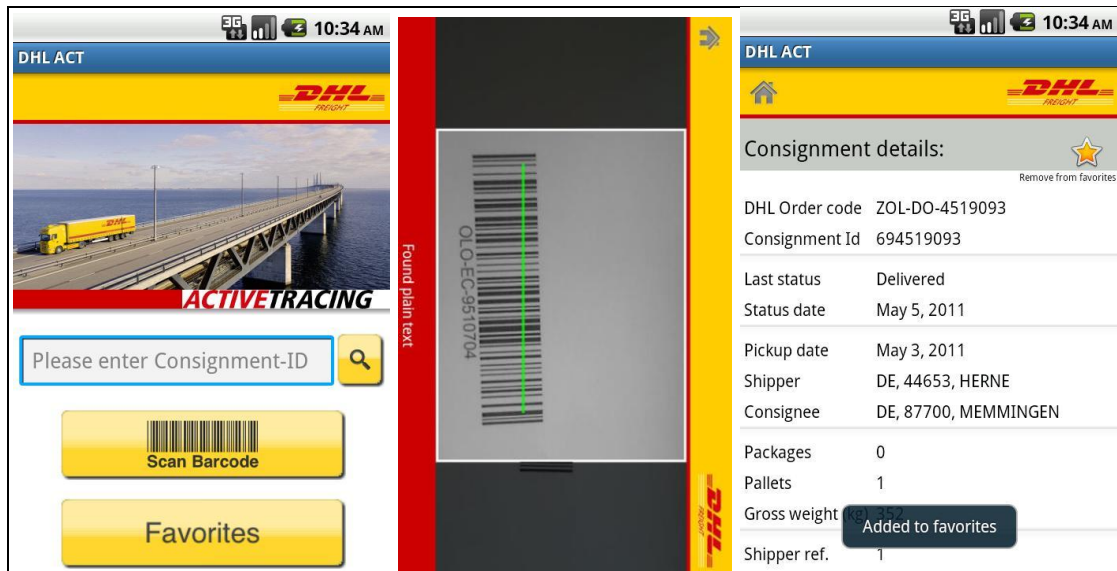 3G 10:34 AM
DHL ACT
DHL
FREIGHT
DHL
ACTIVETRACING
Please enter Consignment-ID
Scan Barcode
Favorites
Found plain text
OLO-EC-9510704
DHL
FREIGHT
3G 10:34 AM
DHL ACT
DHL
FREIGHT
Consignment details:
Remove from favorites
DHL Order code ZOL-DO-4519093
Consignment Id 694519093
Last status Delivered
Status date May 5, 2011
Pickup date May 3, 2011
Shipper DE, 44653, HERNE
Consignee DE, 87700, MEMMINGEN
Packages 0
Pallets 1
Gross weight (kg) 352
Added to favorites
Shipper ref. 1